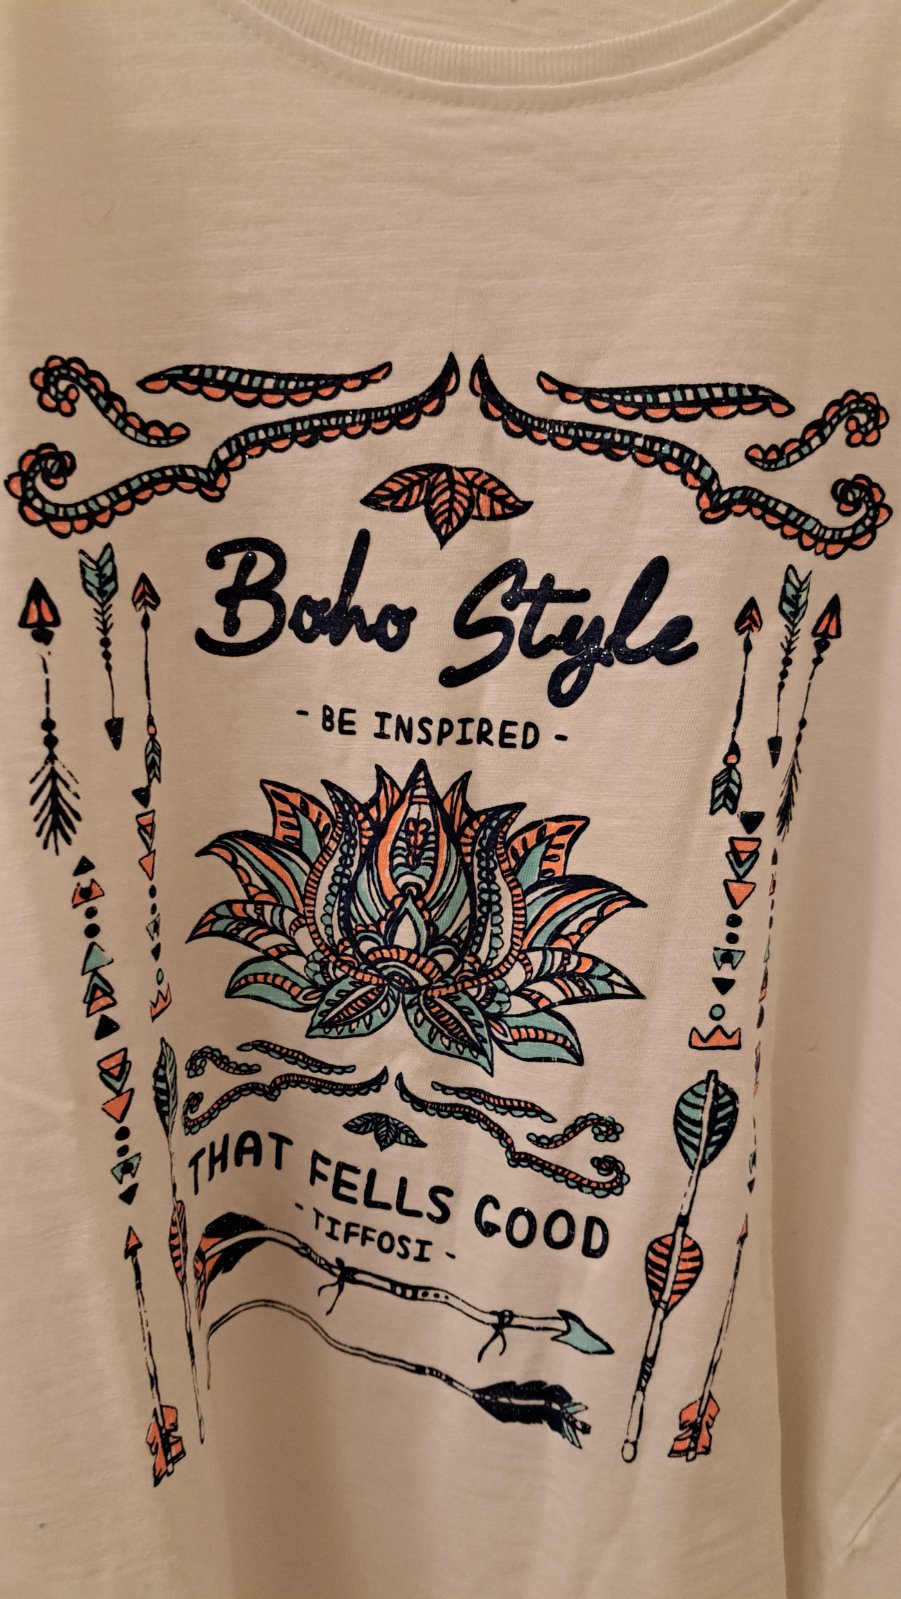 Boho Style
- BE INSPIRED -
THAT FELLS GOOD
- TIFFOSI -